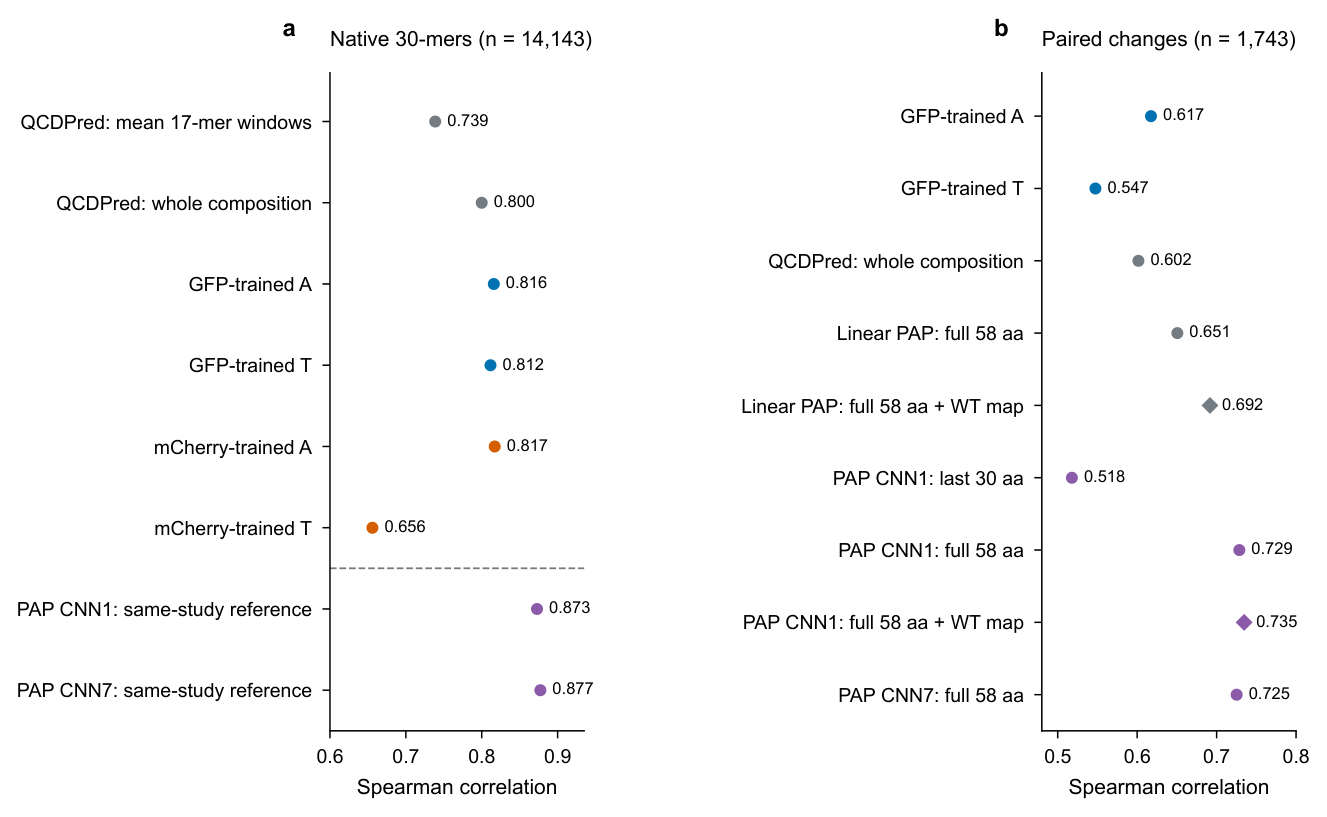 a
Native 30-mers (n = 14,143)
QCDPred: mean 17-mer windows
0.739
QCDPred: whole composition
0.800
GFP-trained A
0.816
GFP-trained T
0.812
mCherry-trained A
0.817
mCherry-trained T
0.656
PAP CNN1: same-study reference
0.873
PAP CNN7: same-study reference
0.877
0.6 0.7 0.8 0.9
Spearman correlation
b
Paired changes (n = 1,743)
GFP-trained A
0.617
GFP-trained T
0.547
QCDPred: whole composition
0.602
Linear PAP: full 58 aa
0.651
Linear PAP: full 58 aa + WT map
0.692
PAP CNN1: last 30 aa
0.518
PAP CNN1: full 58 aa
0.729
PAP CNN1: full 58 aa + WT map
0.735
PAP CNN7: full 58 aa
0.725
0.5 0.6 0.7 0.8
Spearman correlation